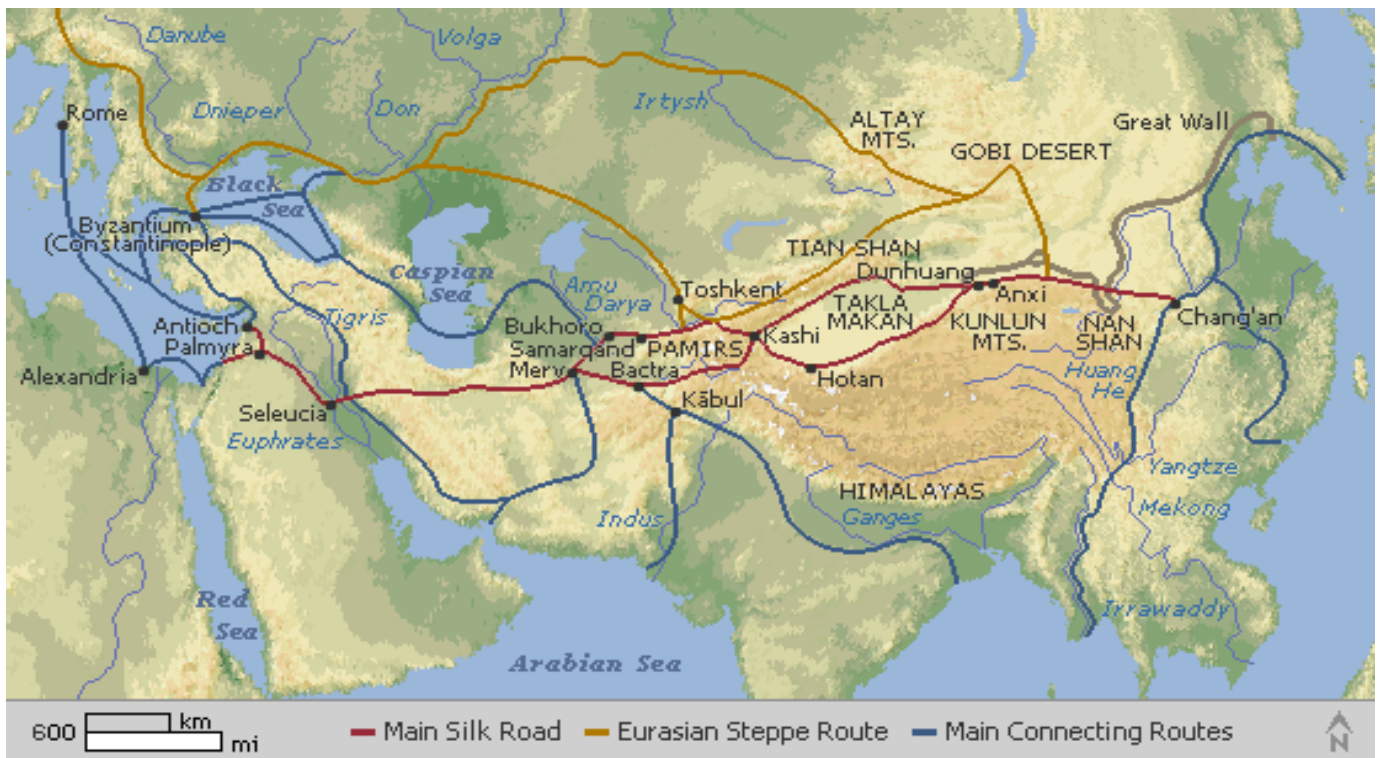 Danube
Volga
Dnieper
Don
Irtysh
Rome
ALTAY
MTS.
Great Wall
GOBI DESERT
Black
Sea
Byzantium
(Constantinople)
TIAN SHAN
Dunhuang
Caspian
Sea
Amu
Darya
Toshkent
Anxi
TAKLA
MAKAN
Tigris
Antioch
Bukhoro
Kashi
KUNLUN
MTS.
NAN
SHAN
Chang'an
Palmyra
Samarqand
PAMIRS
Alexandria
Merv
Bactra
Hotan
Huang
He
Seleucia
Kābul
Euphrates
Yangtze
HIMALAYAS
Indus
Ganges
Mekong
Red
Sea
Irrawaddy
Arabian Sea
600 km
mi
Main Silk Road
Eurasian Steppe Route
Main Connecting Routes
N